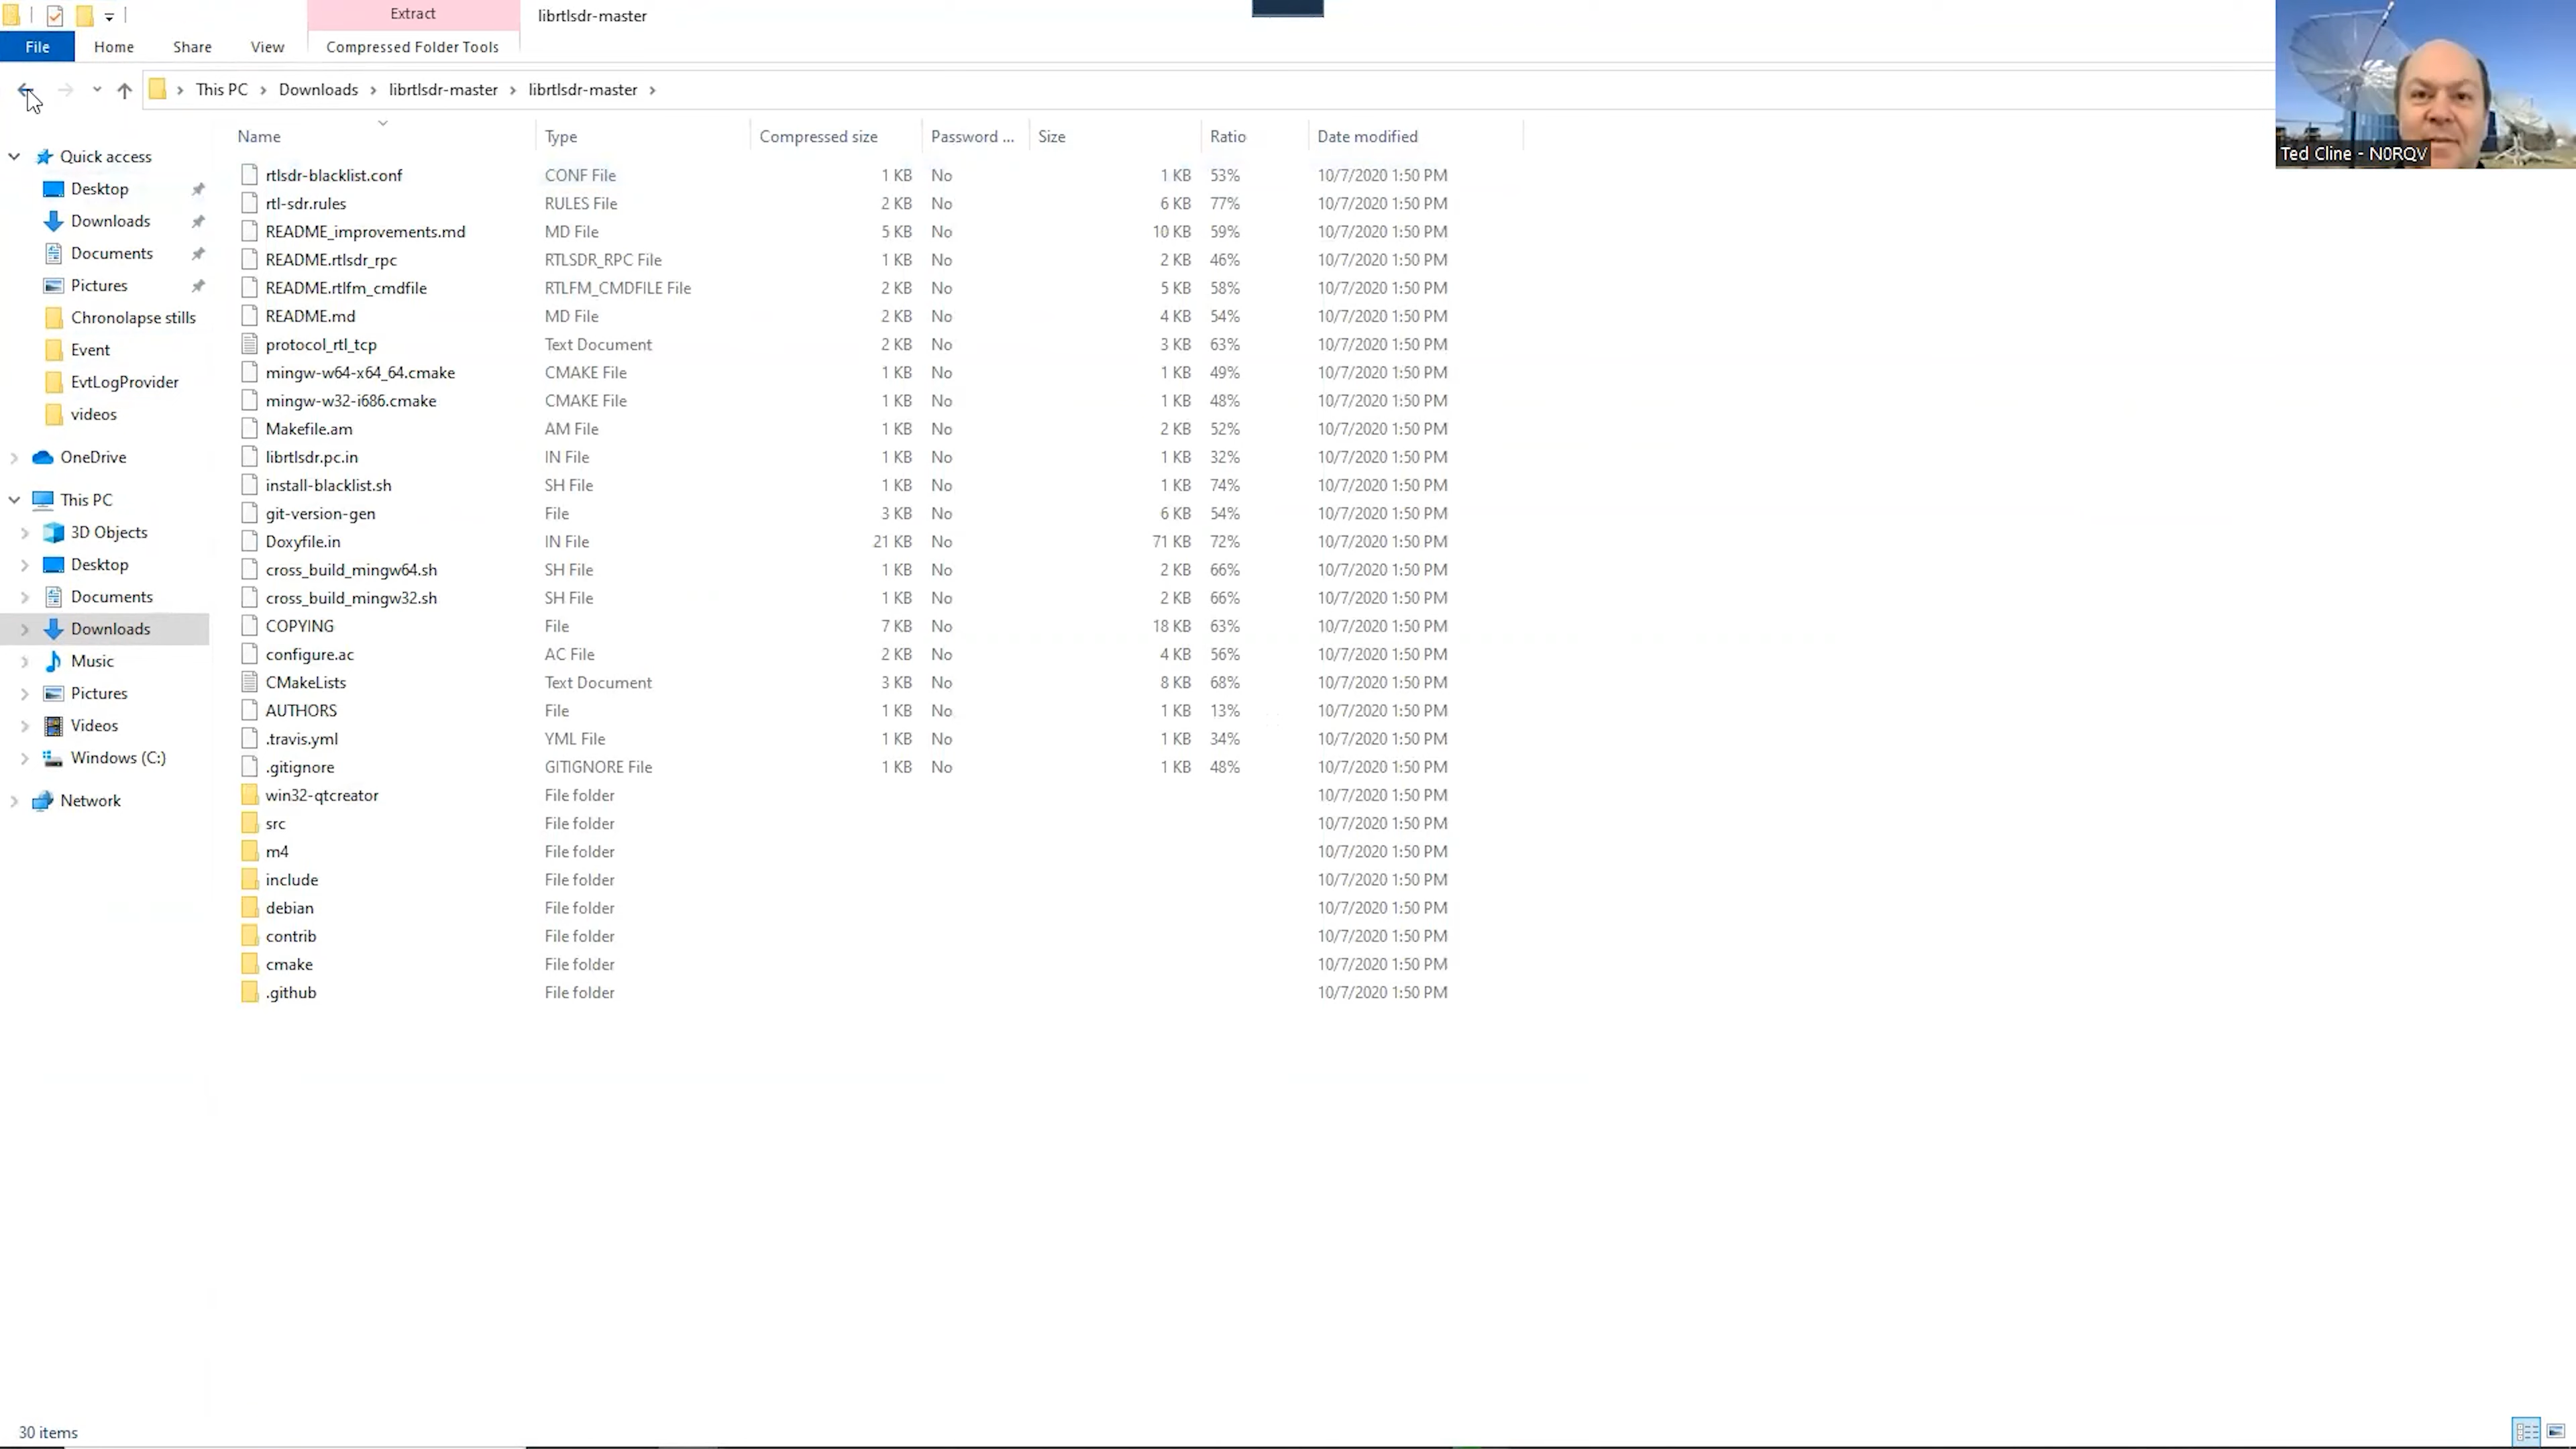 Extract
librtlsdr-master
File Home Share View Compressed Folder Tools
This PC Downloads librtlsdr-master librtlsdr-master
Ted Cline - N0RQV
Name Type Compressed size Password ... Size Ratio Date modified
Quick access
Desktop
Downloads
Documents
Pictures
Chronolapse stills
Event
EvtLogProvider
videos
OneDrive
This PC
3D Objects
Desktop
Documents
Downloads
Music
Pictures
Videos
Windows (C:)
Network
rtlsdr-blacklist.conf CONF File 1 KB No 1 KB 53% 10/7/2020 1:50 PM
rtl-sdr.rules RULES File 2 KB No 6 KB 77% 10/7/2020 1:50 PM
README_improvements.md MD File 5 KB No 10 KB 59% 10/7/2020 1:50 PM
README.rtlsdr_rpc RTLSDR_RPC File 1 KB No 2 KB 46% 10/7/2020 1:50 PM
README.rtlfm_cmdfile RTLFM_CMDFILE File 2 KB No 5 KB 58% 10/7/2020 1:50 PM
README.md MD File 2 KB No 4 KB 54% 10/7/2020 1:50 PM
protocol_rtl_tcp Text Document 2 KB No 3 KB 63% 10/7/2020 1:50 PM
mingw-w64-x64_64.cmake CMAKE File 1 KB No 1 KB 49% 10/7/2020 1:50 PM
mingw-w32-i686.cmake CMAKE File 1 KB No 1 KB 48% 10/7/2020 1:50 PM
Makefile.am AM File 1 KB No 2 KB 52% 10/7/2020 1:50 PM
librtlsdr.pc.in IN File 1 KB No 1 KB 32% 10/7/2020 1:50 PM
install-blacklist.sh SH File 1 KB No 1 KB 74% 10/7/2020 1:50 PM
git-version-gen File 3 KB No 6 KB 54% 10/7/2020 1:50 PM
Doxyfile.in IN File 21 KB No 71 KB 72% 10/7/2020 1:50 PM
cross_build_mingw64.sh SH File 1 KB No 2 KB 66% 10/7/2020 1:50 PM
cross_build_mingw32.sh SH File 1 KB No 2 KB 66% 10/7/2020 1:50 PM
COPYING File 7 KB No 18 KB 63% 10/7/2020 1:50 PM
configure.ac AC File 2 KB No 4 KB 56% 10/7/2020 1:50 PM
CMakeLists Text Document 3 KB No 8 KB 68% 10/7/2020 1:50 PM
AUTHORS File 1 KB No 1 KB 13% 10/7/2020 1:50 PM
.travis.yml YML File 1 KB No 1 KB 34% 10/7/2020 1:50 PM
.gitignore GITIGNORE File 1 KB No 1 KB 48% 10/7/2020 1:50 PM
win32-qtcreator File folder 10/7/2020 1:50 PM
src File folder 10/7/2020 1:50 PM
m4 File folder 10/7/2020 1:50 PM
include File folder 10/7/2020 1:50 PM
debian File folder 10/7/2020 1:50 PM
contrib File folder 10/7/2020 1:50 PM
cmake File folder 10/7/2020 1:50 PM
.github File folder 10/7/2020 1:50 PM
30 items